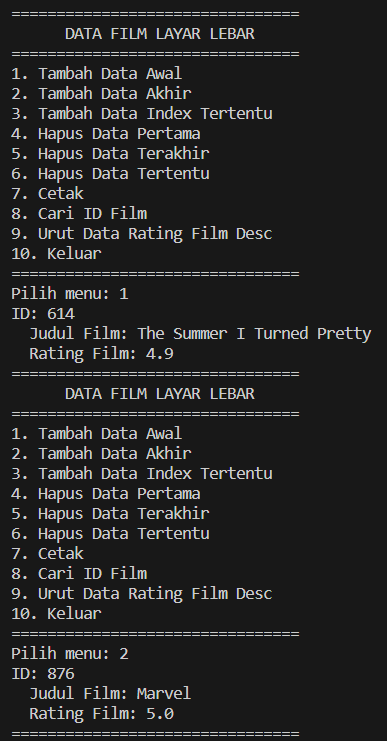 ================================
DATA FILM LAYAR LEBAR
================================
1. Tambah Data Awal
2. Tambah Data Akhir
3. Tambah Data Index Tertentu
4. Hapus Data Pertama
5. Hapus Data Terakhir
6. Hapus Data Tertentu
7. Cetak
8. Cari ID Film
9. Urut Data Rating Film Desc
10. Keluar
================================
Pilih menu: 1
ID: 614
  Judul Film: The Summer I Turned Pretty
  Rating Film: 4.9
================================
DATA FILM LAYAR LEBAR
================================
1. Tambah Data Awal
2. Tambah Data Akhir
3. Tambah Data Index Tertentu
4. Hapus Data Pertama
5. Hapus Data Terakhir
6. Hapus Data Tertentu
7. Cetak
8. Cari ID Film
9. Urut Data Rating Film Desc
10. Keluar
================================
Pilih menu: 2
ID: 876
  Judul Film: Marvel
  Rating Film: 5.0
================================